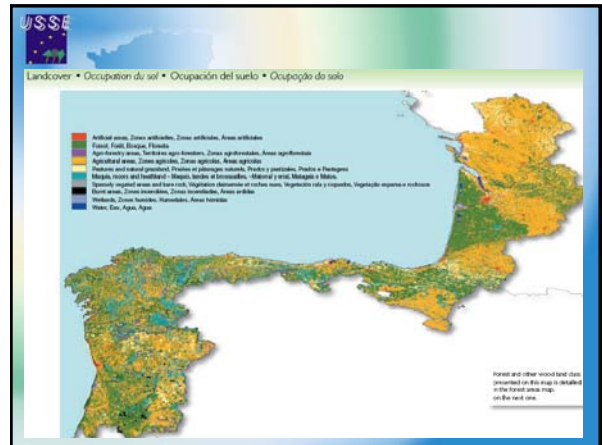 USSE
Landcover • Occupation du sol • Ocupación del suelo • Ocupação do solo
Artificial areas, Zones artificielles, Zonas artificiales, Áreas artificiais
Forest, Forêt, Bosque, Floresta
Agro-forestry areas, Territoires agro-forestiers, Zonas agroforestales, Áreas agroflorestais
Agricultural areas, Zones agricoles, Zonas agrícolas, Áreas agrícolas
Pastures and natural grassland, Prairies et pâturages naturels, Prados y pastizales, Prados e Pastagens
Maquis, moors and heathland - Maquis, landes et broussailles, - Matorral y erial, Matagais e Matos.
Sparsely vegetated areas and bare rock, Végétation clairsemée et roches nues, Vegetación rala y roquedos, Vegetação esparsa e rochosos
Burnt areas, Zones incendiées, Zonas incendiadas, Áreas ardidas
Wetlands, Zones humides, Humedales, Áreas húmidas
Water, Eau, Agua, Água
Forest and other wood land class
presented on this map is detailed
in the forest areas map.
on the next one.